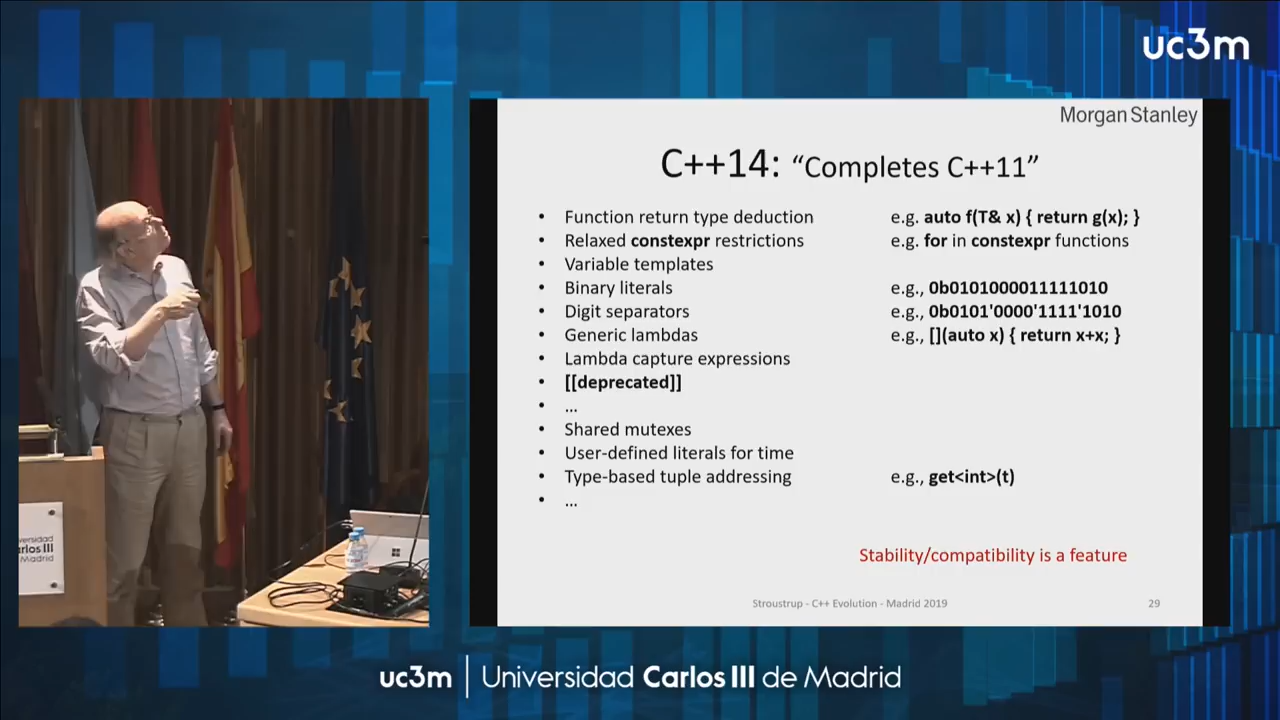 uc3m
Morgan Stanley
C++14: “Completes C++11”
• Function return type deduction e.g. auto f(T& x) { return g(x); }
• Relaxed constexpr restrictions e.g. for in constexpr functions
• Variable templates
• Binary literals e.g., 0b0101000011111010
• Digit separators e.g., 0b0101'0000'1111'1010
• Generic lambdas e.g., [](auto x) { return x+x; }
• Lambda capture expressions
• [[deprecated]]
• ...
• Shared mutexes
• User-defined literals for time
• Type-based tuple addressing e.g., get<int>(t)
• ...
Stability/compatibility is a feature
Stroustrup - C++ Evolution - Madrid 2019 29
Madrid
uc3m | Universidad Carlos III de Madrid